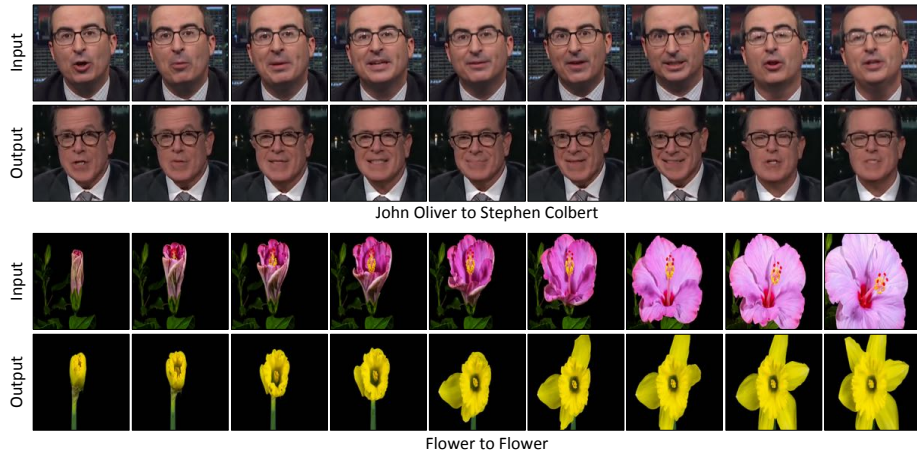 Input
Output
John Oliver to Stephen Colbert
Input
Output
Flower to Flower